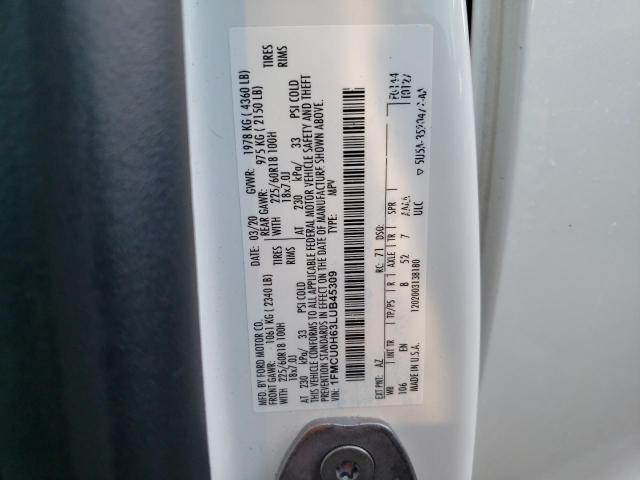 MFD. BY FORD MOTOR CO.
DATE: 03/20 GVWR: 1978 KG ( 4360 LB)
FRONT GAWR: 1061 KG ( 2340 LB) REAR GAWR: 975 KG ( 2150 LB)
WITH 225/60R18 100H TIRES WITH 225/60R18 100H TIRES
18x7.0J RIMS 18x7.0J RIMS
AT 230 kPa/ 33 PSI COLD AT 230 kPa/ 33 PSI COLD
THIS VEHICLE CONFORMS TO ALL APPLICABLE FEDERAL MOTOR VEHICLE SAFETY AND THEFT
PREVENTION STANDARDS IN EFFECT ON THE DATE OF MANUFACTURE SHOWN ABOVE.
VIN: 1FMCU0H63LUB45309 TYPE: MPV
EXT PNT: AZ RC: 71 DSO:
WB INT TR TP/PS R AXLE TR SPR
106 EN B 52 7
MADE IN U.S.A. 1202003138180 ULC